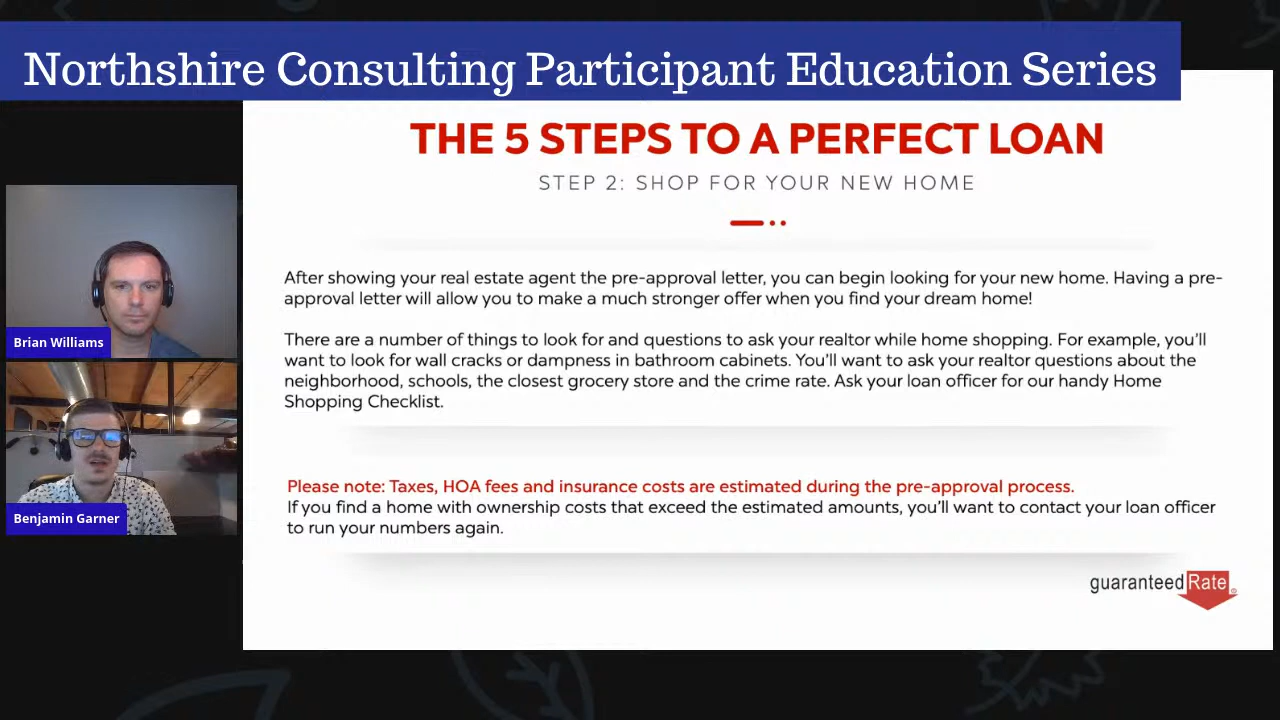 Northshire Consulting Participant Education Series
THE 5 STEPS TO A PERFECT LOAN
STEP 2: SHOP FOR YOUR NEW HOME
After showing your real estate agent the pre-approval letter, you can begin looking for your new home. Having a pre-
approval letter will allow you to make a much stronger offer when you find your dream home!
There are a number of things to look for and questions to ask your realtor while home shopping. For example, you'll
want to look for wall cracks or dampness in bathroom cabinets. You'll want to ask your realtor questions about the
neighborhood, schools, the closest grocery store and the crime rate. Ask your loan officer for our handy Home
Shopping Checklist.
Please note: Taxes, HOA fees and insurance costs are estimated during the pre-approval process.
If you find a home with ownership costs that exceed the estimated amounts, you'll want to contact your loan officer
to run your numbers again.
guaranteed Rate
Brian Williams
Benjamin Garner